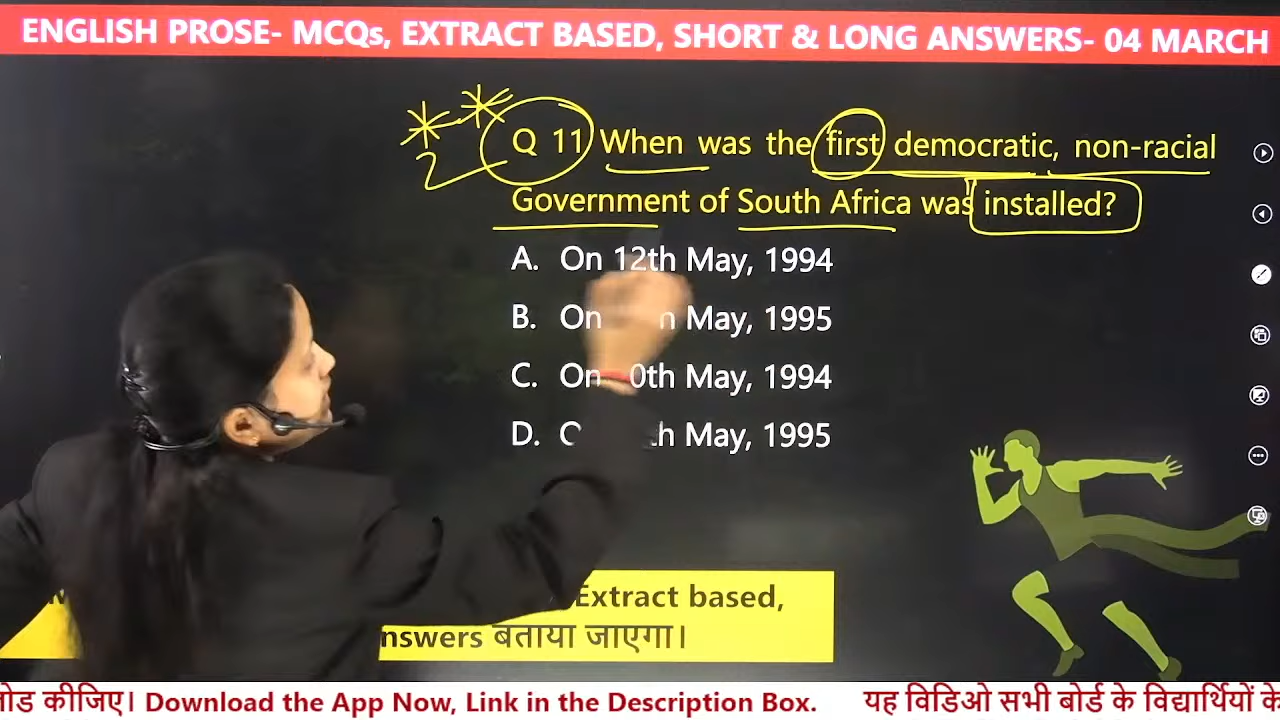 ENGLISH PROSE- MCQs, EXTRACT BASED, SHORT & LONG ANSWERS- 04 MARCH
Q 11 When was the first democratic, non-racial
Government of South Africa was installed?
A. On 12th May, 1994
B. On May, 1995
C. On May, 1994
D. May, 1995
Extract based,
बताया जाएगा।
कीजिए। Download the App Now, Link in the Description Box. यह विडिओ सभी बोर्ड के विद्यार्थियों